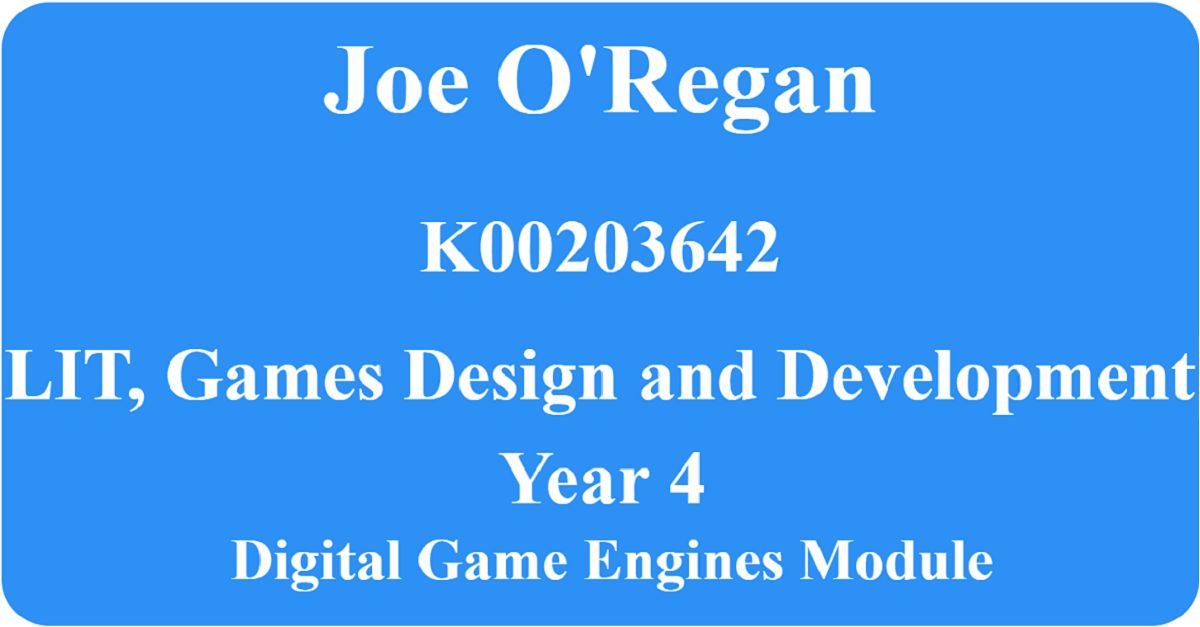 Joe O'Regan
K00203642
LIT, Games Design and Development
Year 4
Digital Game Engines Module